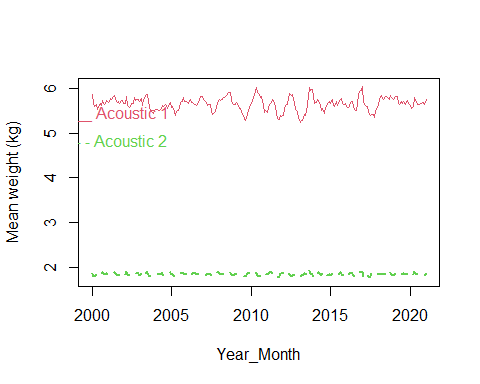 6
Acoustic 1
5
Acoustic 2
4
3
2
Mean weight (kg)
2000 2005 2010 2015 2020
Year_Month